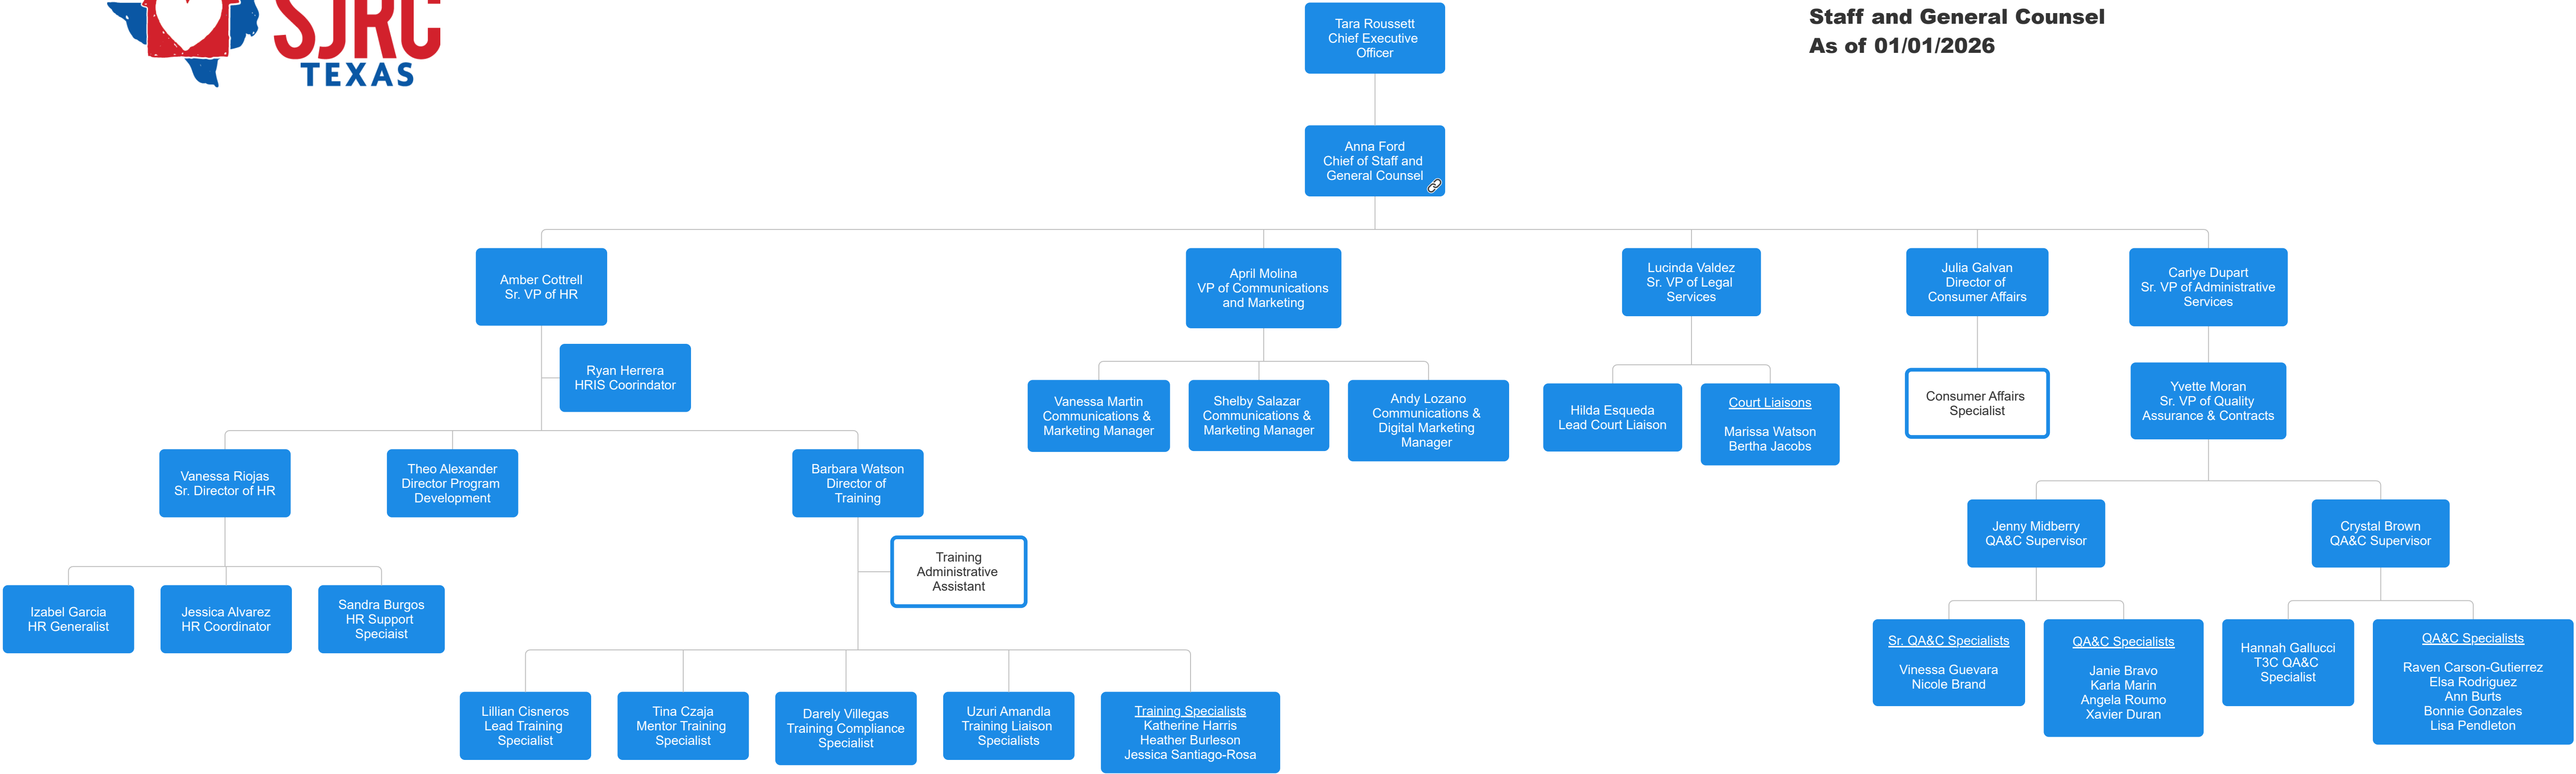 SJRC
TEXAS
Staff and General Counsel
As of 01/01/2026
Tara Roussett
Chief Executive
Officer
Anna Ford
Chief of Staff and
General Counsel
Amber Cottrell
Sr. VP of HR
April Molina
VP of Communications
and Marketing
Lucinda Valdez
Sr. VP of Legal
Services
Julia Galvan
Director of
Consumer Affairs
Carlye Dupart
Sr. VP of Administrative
Services
Ryan Herrera
HRIS Coorindator
Vanessa Martin
Communications &
Marketing Manager
Shelby Salazar
Communications &
Marketing Manager
Andy Lozano
Communications &
Digital Marketing
Manager
Hilda Esqueda
Lead Court Liaison
Court Liaisons
Marissa Watson
Bertha Jacobs
Consumer Affairs
Specialist
Yvette Moran
Sr. VP of Quality
Assurance & Contracts
Vanessa Riojas
Sr. Director of HR
Theo Alexander
Director Program
Development
Barbara Watson
Director of
Training
Jenny Midberry
QA&C Supervisor
Crystal Brown
QA&C Supervisor
Training
Administrative
Assistant
Izabel Garcia
HR Generalist
Jessica Alvarez
HR Coordinator
Sandra Burgos
HR Support
Speciaist
Sr. QA&C Specialists
Vinessa Guevara
Nicole Brand
QA&C Specialists
Janie Bravo
Karla Marin
Angela Roumo
Xavier Duran
Hannah Gallucci
T3C QA&C
Specialist
QA&C Specialists
Raven Carson-Gutierrez
Elsa Rodriguez
Ann Burts
Bonnie Gonzales
Lisa Pendleton
Lillian Cisneros
Lead Training
Specialist
Tina Czaja
Mentor Training
Specialist
Darely Villegas
Training Compliance
Specialist
Uzuri Amandla
Training Liaison
Specialists
Training Specialists
Katherine Harris
Heather Burleson
Jessica Santiago-Rosa